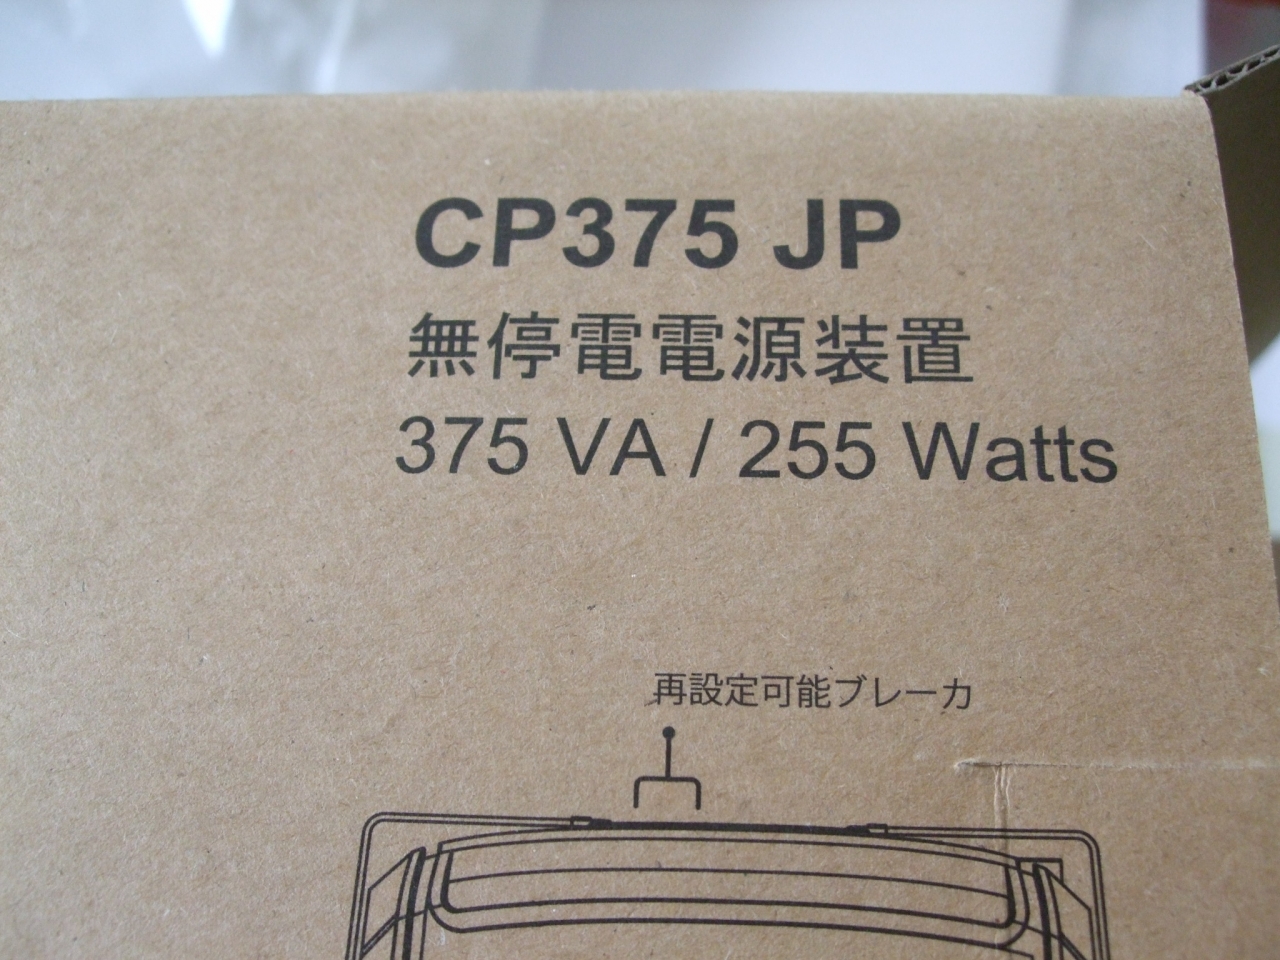 CP375 JP
無停電電源装置
375 VA / 255 Watts
再設定可能ブレーカ